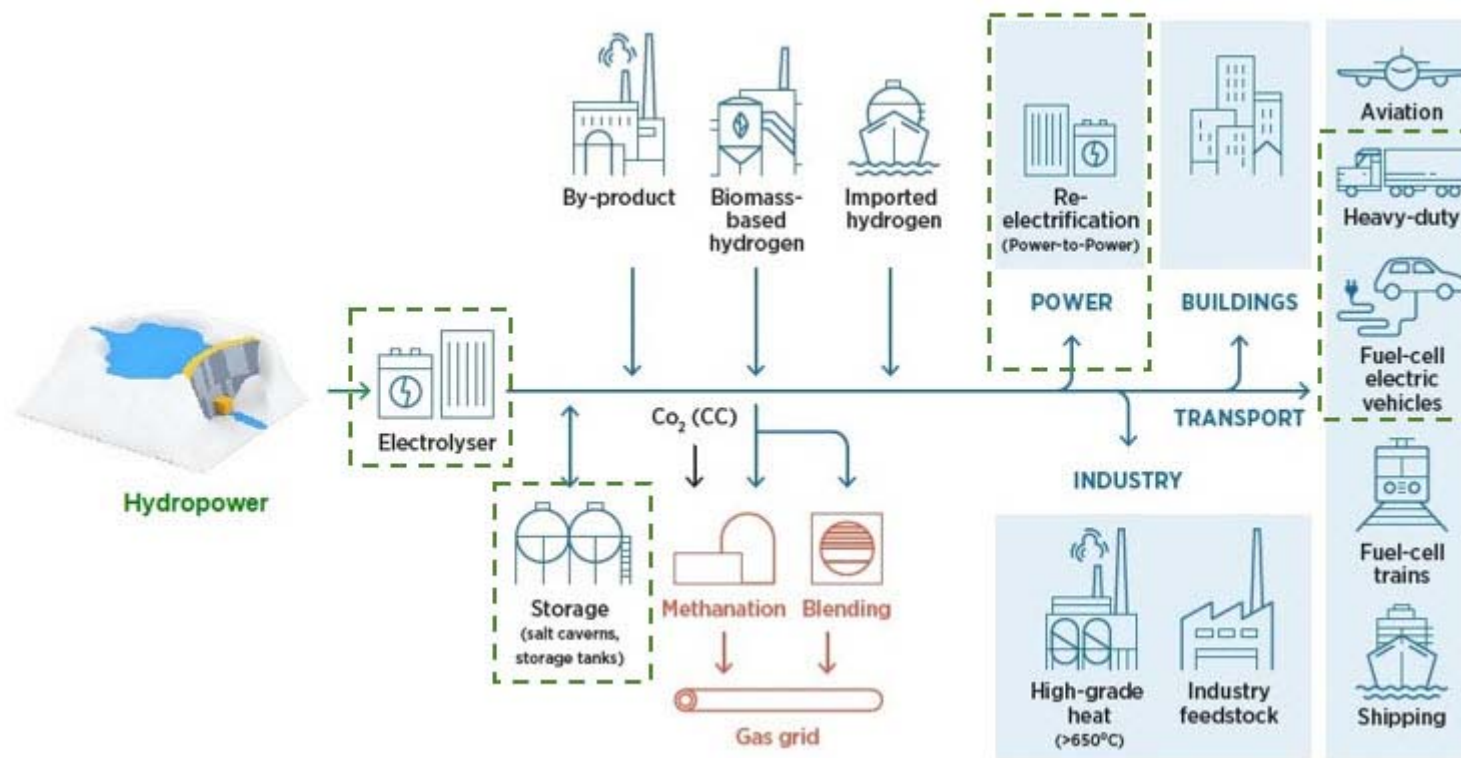 By-product
Biomass-
based
hydrogen
Imported
hydrogen
Re-
electrification
(Power-to-Power)
POWER
BUILDINGS
Aviation
Heavy-duty
Fuel-cell
electric
vehicles
Hydropower
Electrolyser
Co₂ (CC)
TRANSPORT
INDUSTRY
Storage
(salt caverns,
storage tanks)
Methanation
Blending
Gas grid
High-grade
heat
(>650⁰C)
Industry
feedstock
Fuel-cell
trains
Shipping